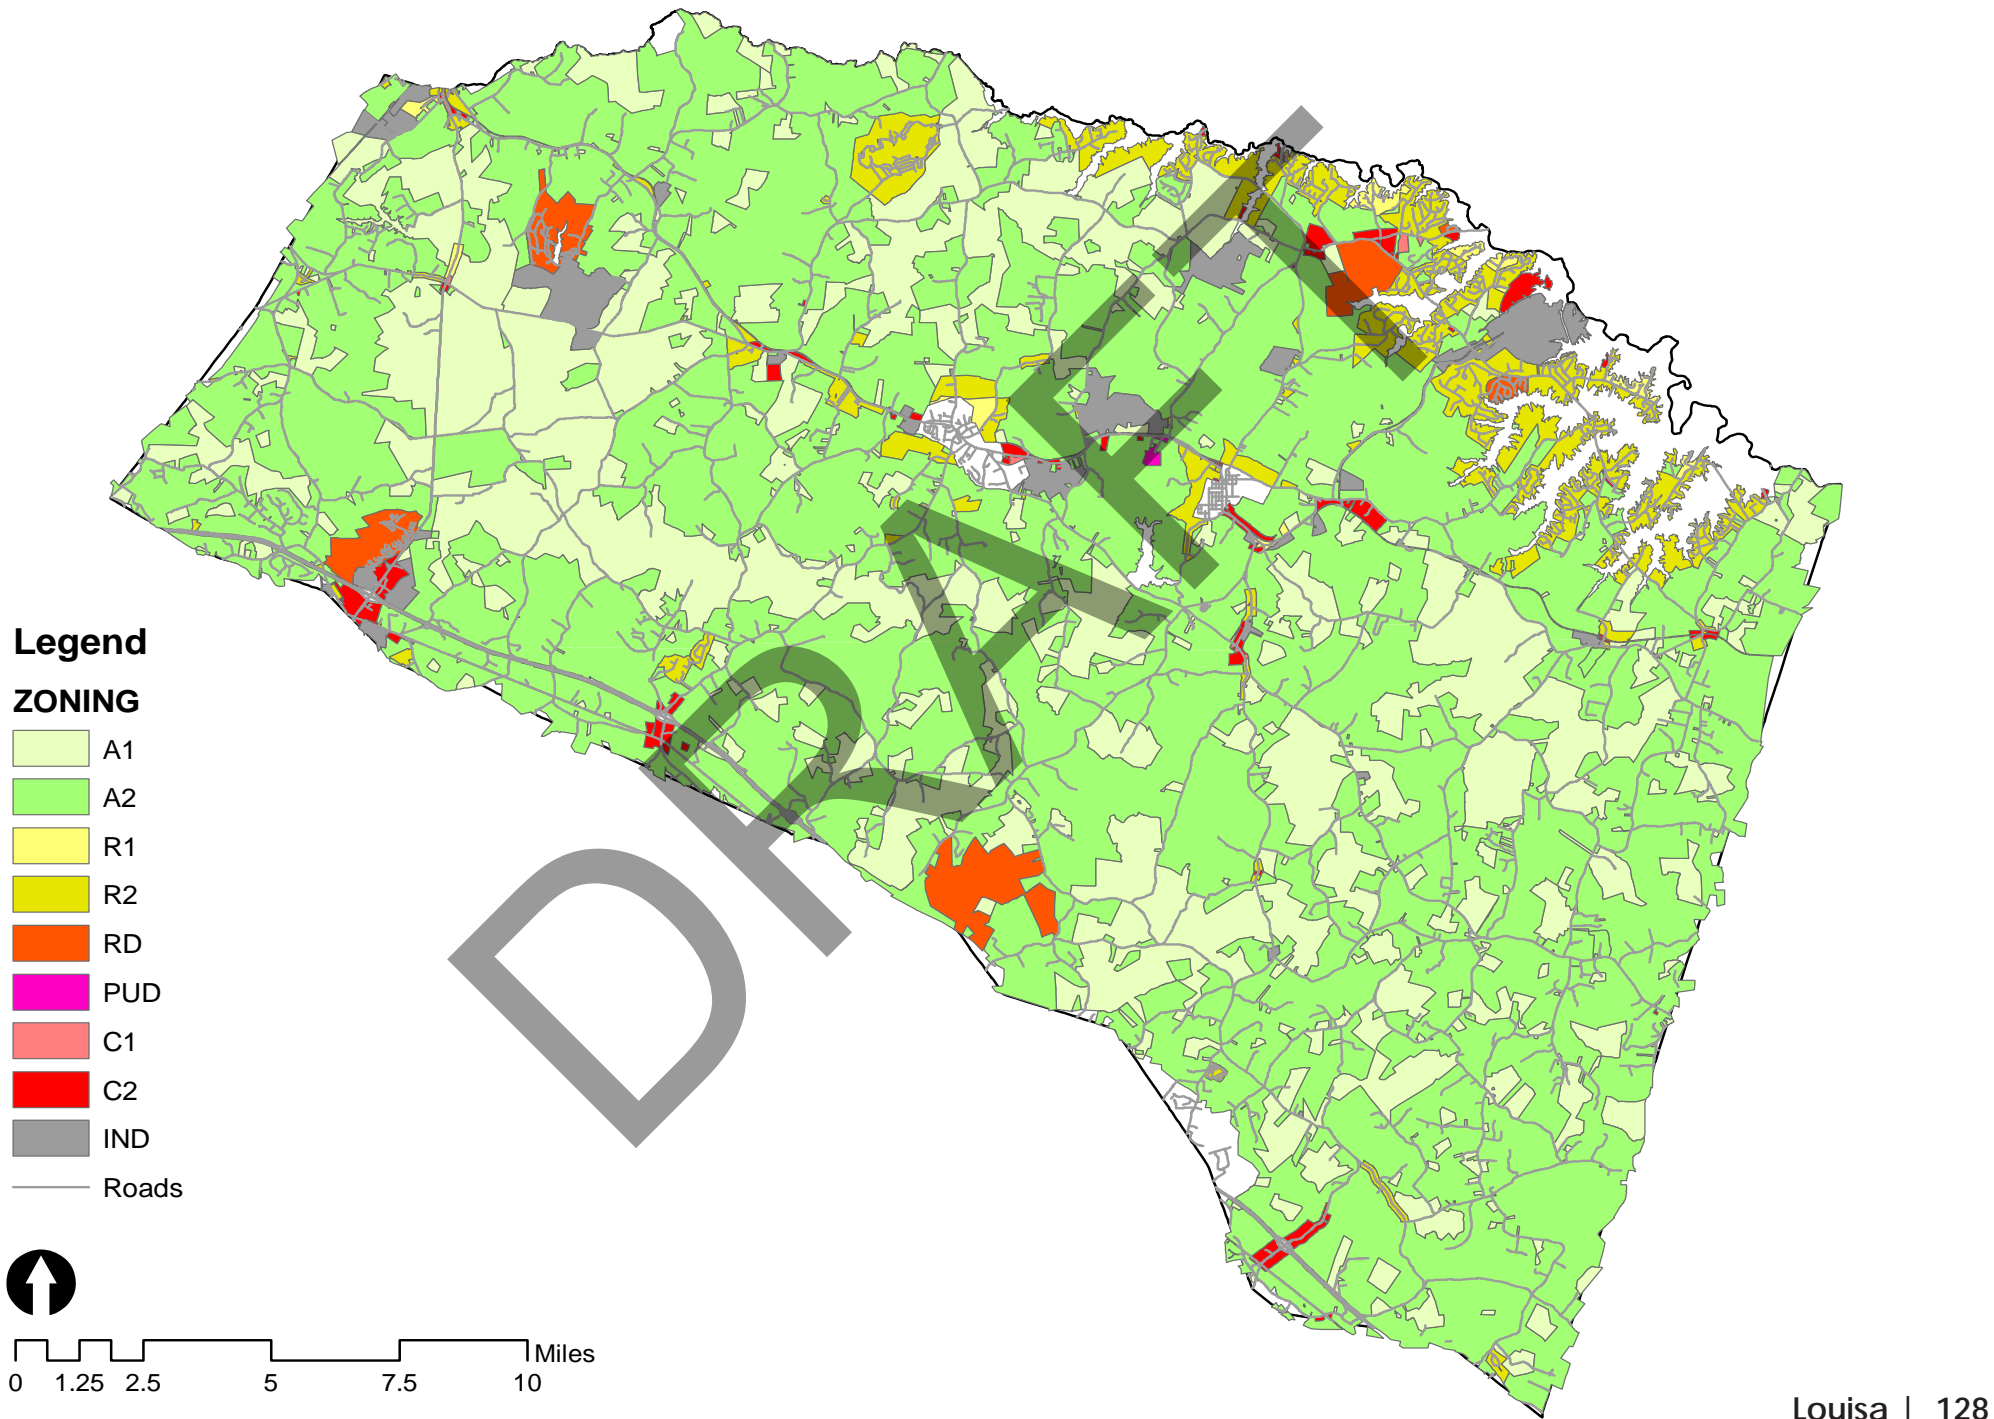 Legend
ZONING
A1
A2
R1
R2
RD
PUD
C1
C2
IND
Roads
Miles
0 1.25 2.5 5 7.5 10
DRAFT
Louisa | 128